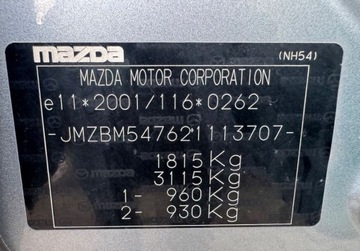 mazda
(NH54)
MAZDA MOTOR CORPORATION
e11*2001/116*0262
-JMZBM547621113707-
1815Kg
3115Kg
1- 960Kg
2- 930Kg